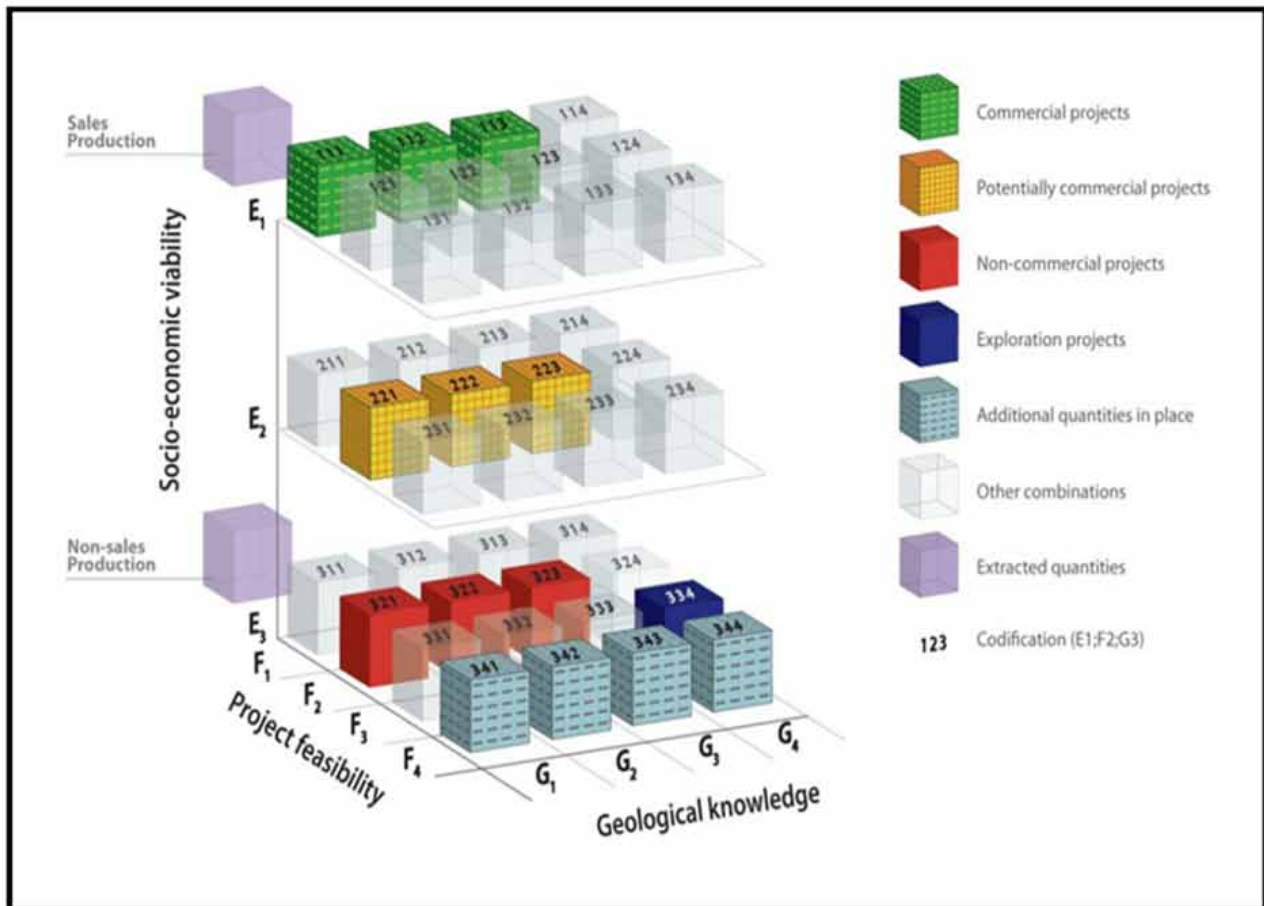 Sales
Production
Socio-economic viability
E1
111
112
113
114
121
122
123
124
131
132
133
134
E2
211
212
213
214
221
222
223
224
231
232
233
234
Non-sales
Production
E3
311
312
313
314
321
322
323
324
331
332
333
334
341
342
343
344
F1
F2
F3
F4
Project feasibility
G1
G2
G3
G4
Geological knowledge
Commercial projects
Potentially commercial projects
Non-commercial projects
Exploration projects
Additional quantities in place
Other combinations
Extracted quantities
123 Codification (E1;F2;G3)